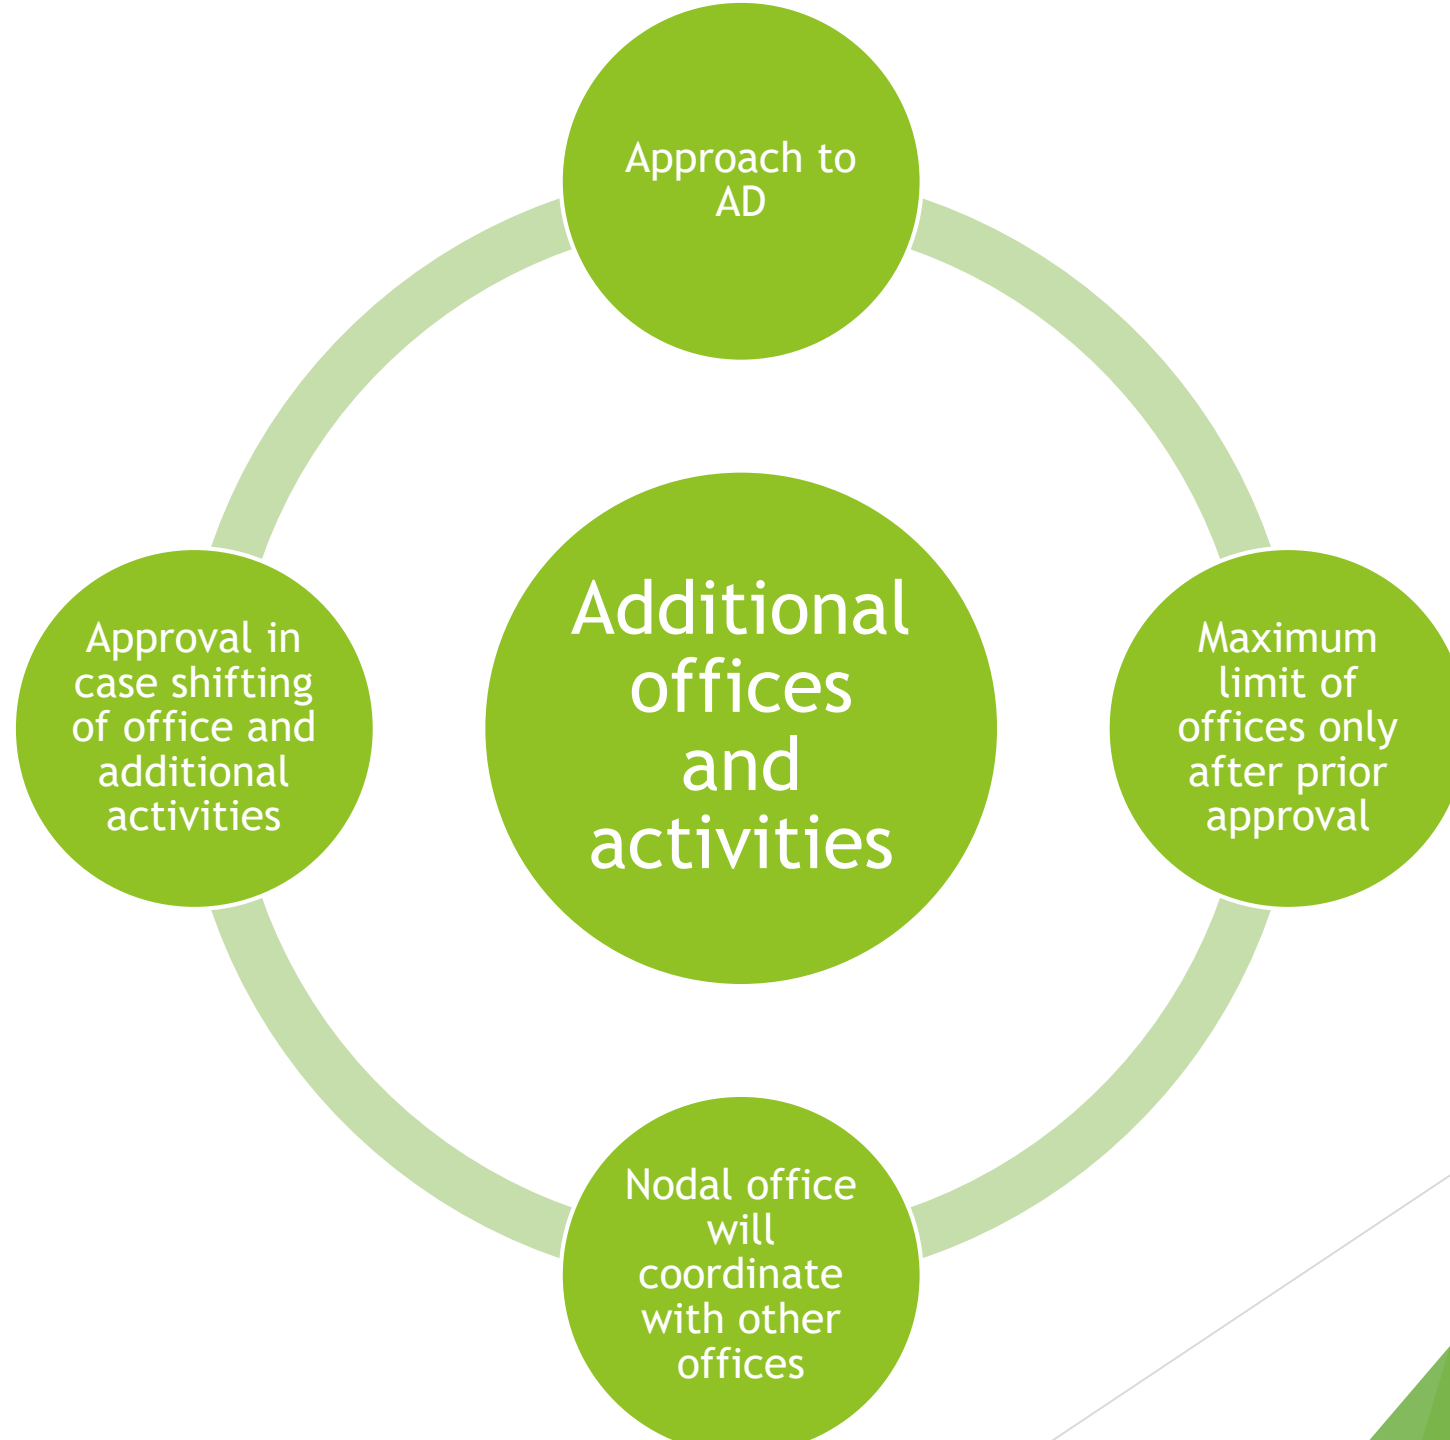 Approach to
AD
Additional
offices
and
activities
Maximum
limit of
offices only
after prior
approval
Nodal office
will
coordinate
with other
offices
Approval in
case shifting
of office and
additional
activities